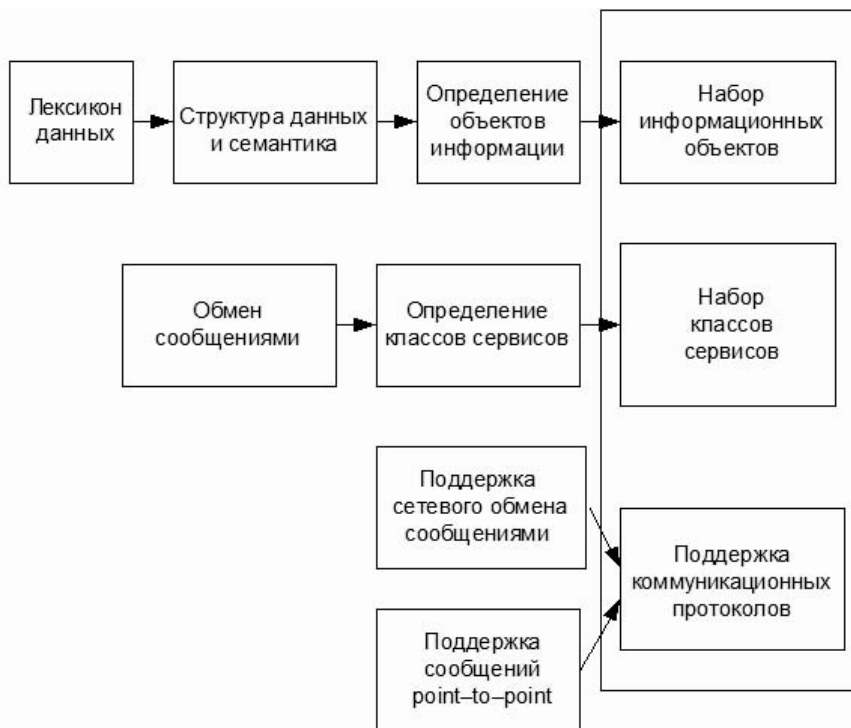 Лексикон
данных
Структура данных
и семантика
Определение
объектов
информации
Набор
информационных
объектов
Обмен
сообщениями
Определение
классов сервисов
Набор
классов
сервисов
Поддержка
сетевого обмена
сообщениями
Поддержка
коммуникационных
протоколов
Поддержка
сообщений
point–to–point